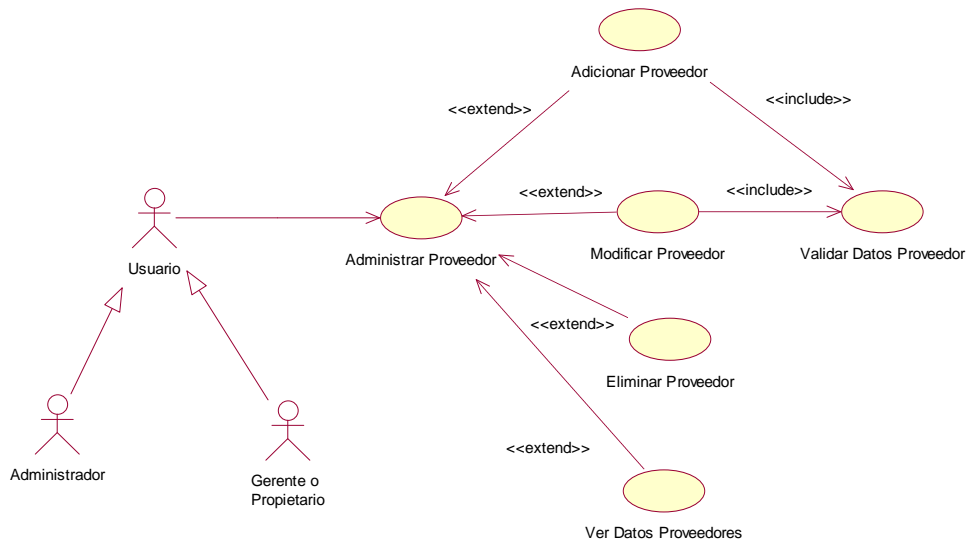 Adicionar Proveedor
<<extend>>
<<include>>
<<extend>>
<<include>>
Usuario
Administrar Proveedor
Modificar Proveedor
Validar Datos Proveedor
<<extend>>
Eliminar Proveedor
<<extend>>
Administrador
Gerente o
Propietario
Ver Datos Proveedores